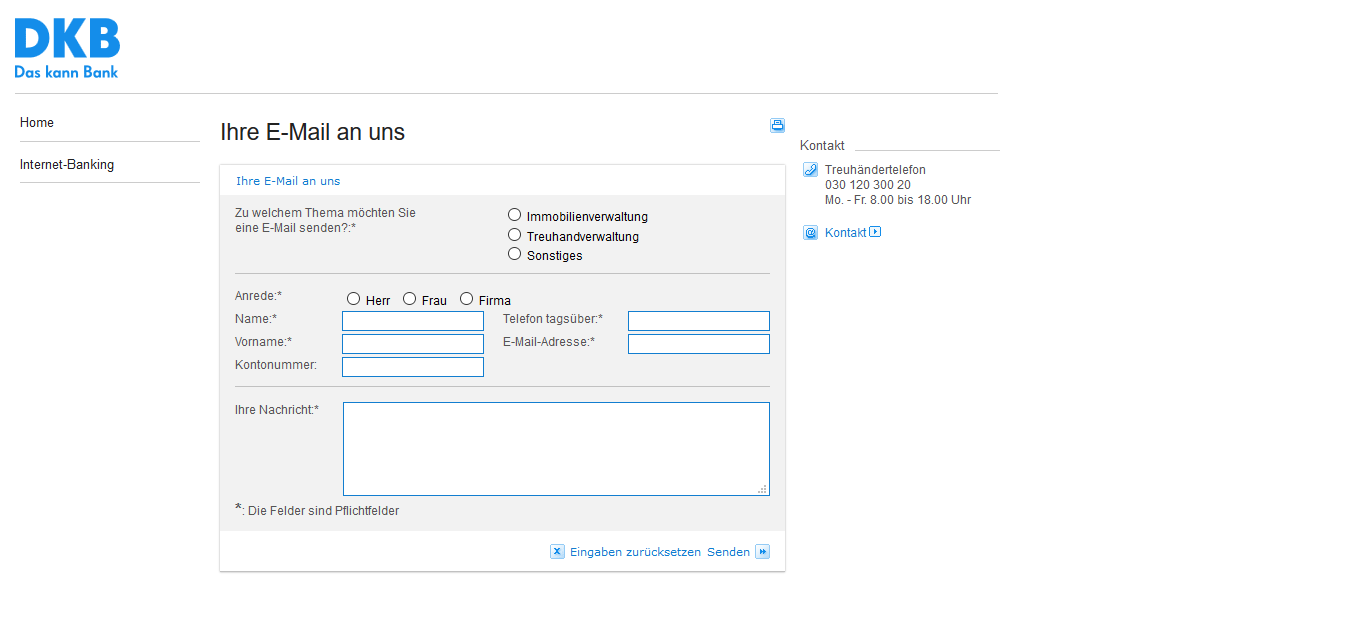 DKB
Das kann Bank
Home
Internet-Banking
Ihre E-Mail an uns
Ihre E-Mail an uns
Zu welchem Thema möchten Sie
eine E-Mail senden?:*
Immobilienverwaltung
Treuhandverwaltung
Sonstiges
Anrede:*
Herr Frau Firma
Name:* Telefon tagsüber:*
Vorname:* E-Mail-Adresse:*
Kontonummer:
Ihre Nachricht:*
*: Die Felder sind Pflichtfelder
Eingaben zurücksetzen Senden
Kontakt
Treuhändertelefon
030 120 300 20
Mo. - Fr. 8.00 bis 18.00 Uhr
Kontakt